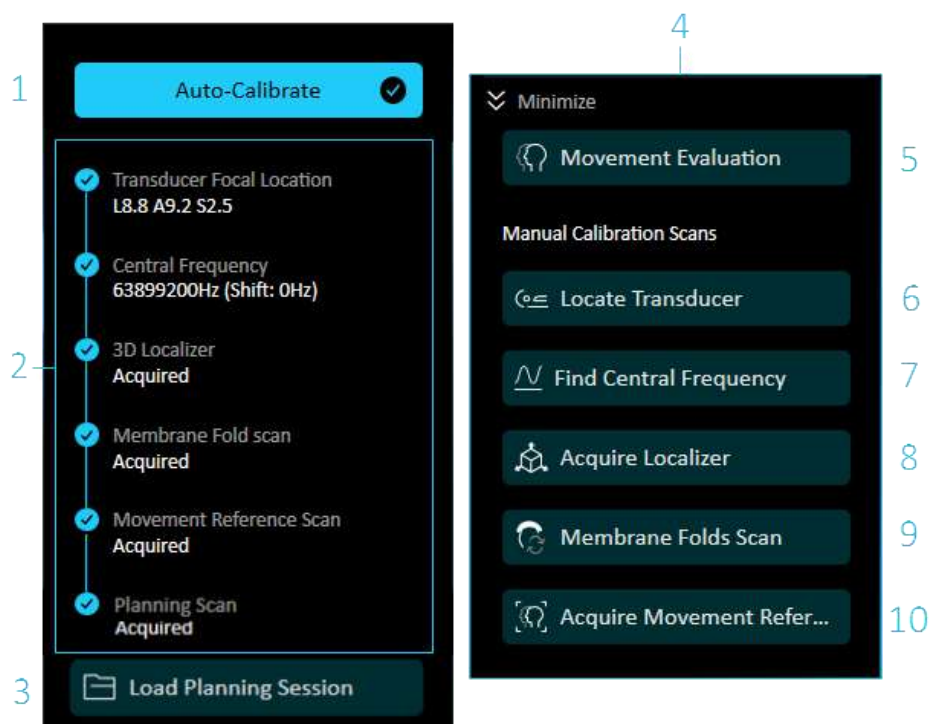 1
Auto-Calibrate
2
Transducer Focal Location
L8.8 A9.2 S2.5
Central Frequency
63899200Hz (Shift: 0Hz)
3D Localizer
Acquired
Membrane Fold scan
Acquired
Movement Reference Scan
Acquired
Planning Scan
Acquired
3
Load Planning Session
4
Minimize
Movement Evaluation
5
Manual Calibration Scans
Locate Transducer
6
Find Central Frequency
7
Acquire Localizer
8
Membrane Folds Scan
9
Acquire Movement Refer...
10